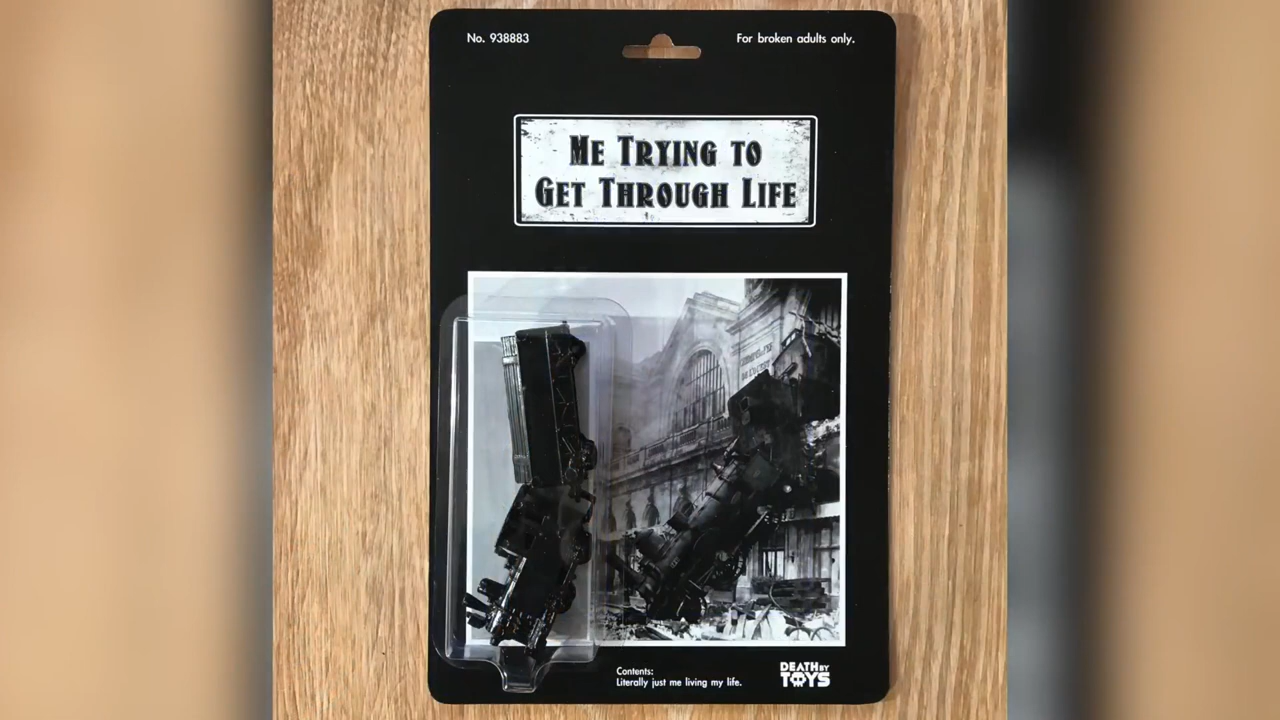 No. 938883
For broken adults only.
ME TRYING TO
GET THROUGH LIFE
Contents:
Literally just me living my life.
DEATH BY
TOYS